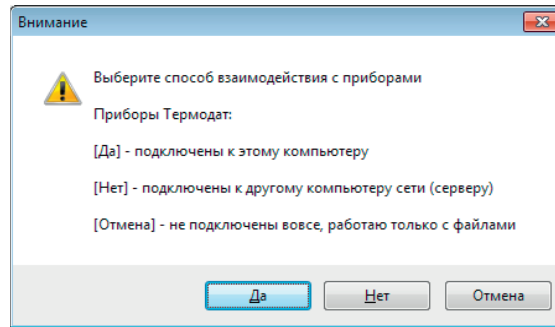 Внимание
Выберите способ взаимодействия с приборами
Приборы Термодат:
[Да] - подключены к этому компьютеру
[Нет] - подключены к другому компьютеру сети (серверу)
[Отмена] - не подключены вовсе, работаю только с файлами
Да Нет Отмена